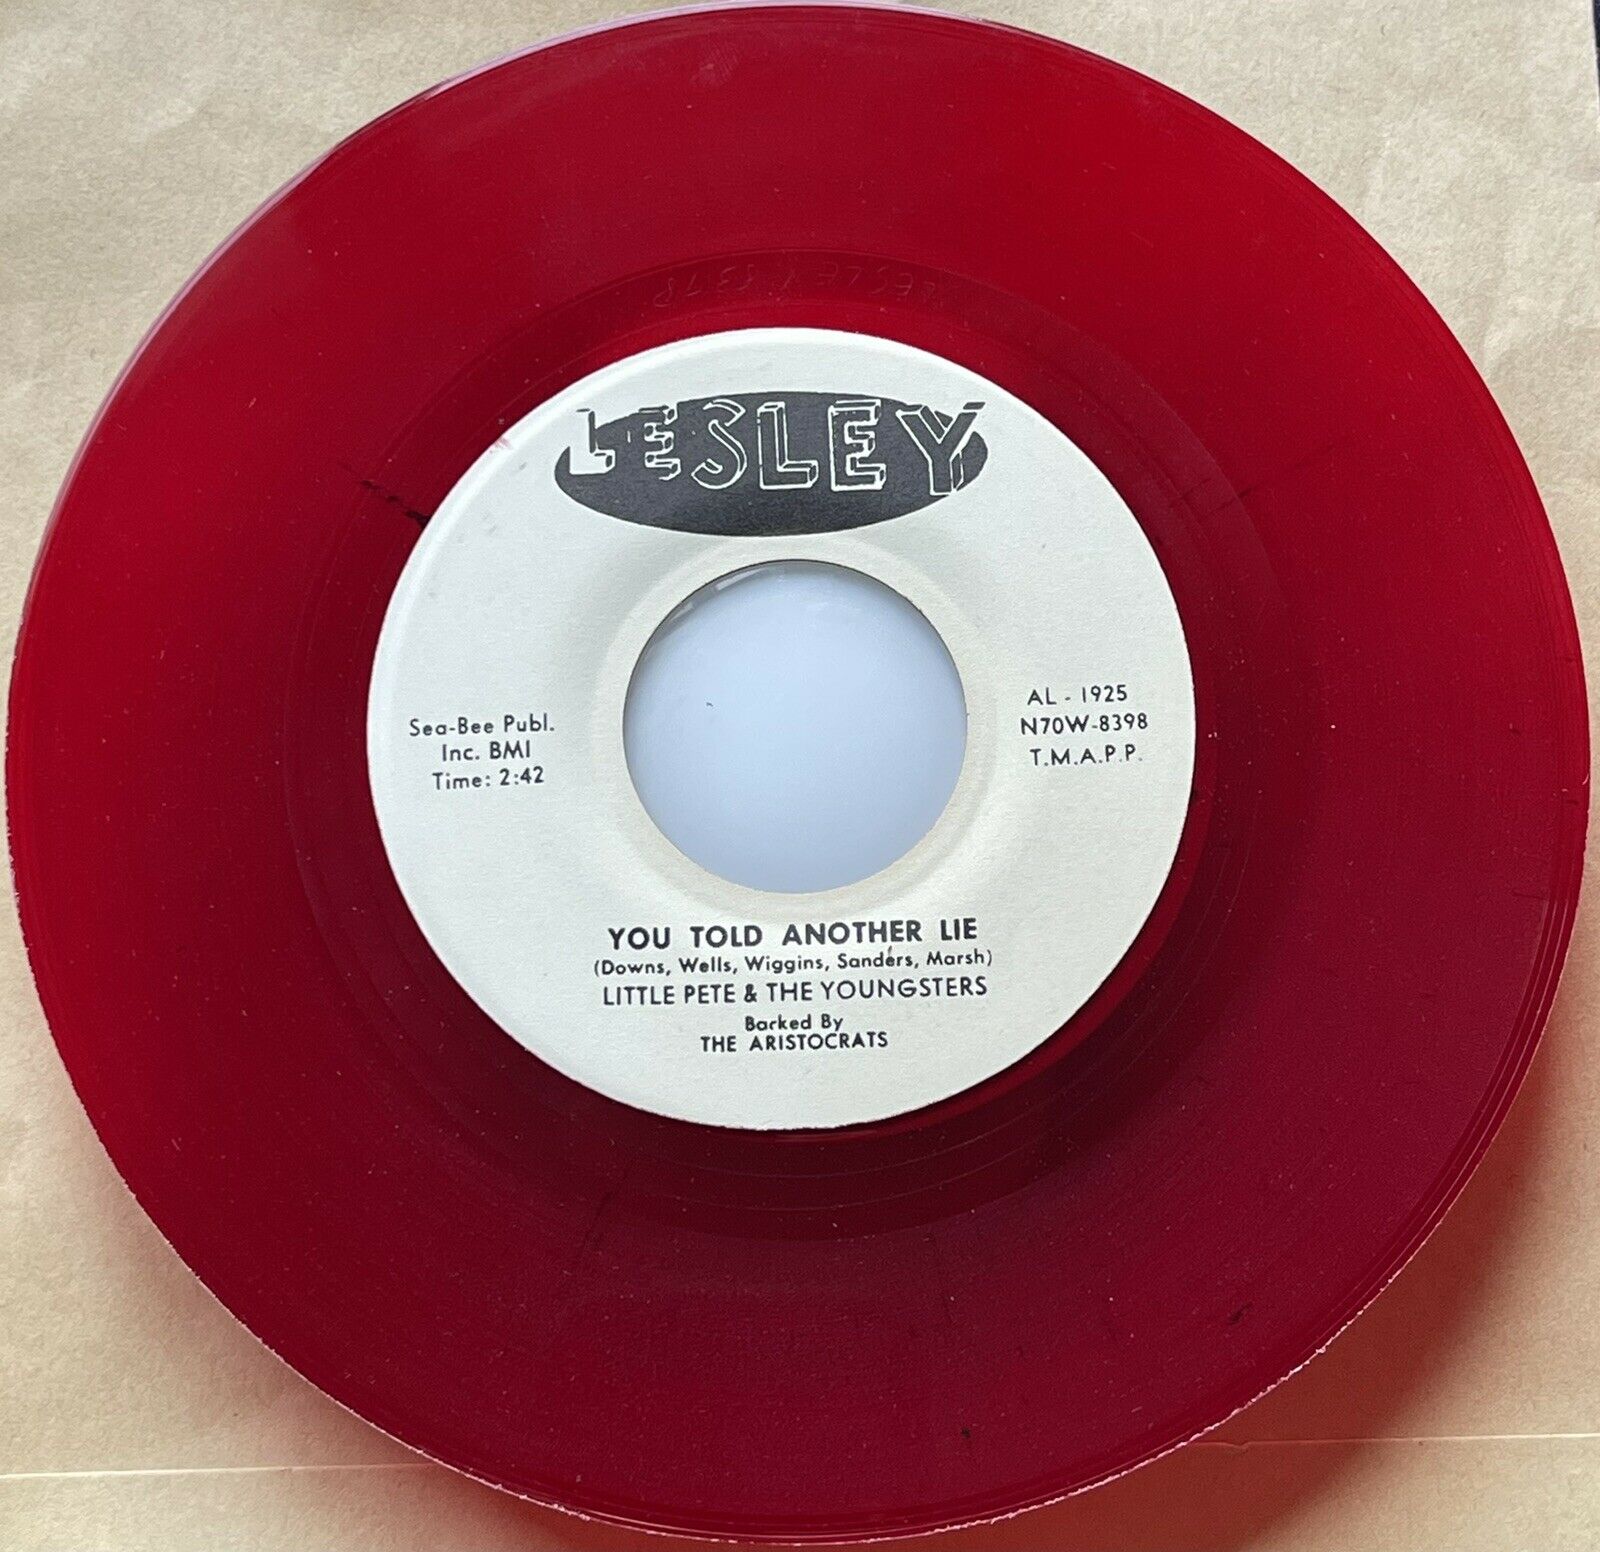 LESLEY
Sea-Bee Publ.
Inc. BMI
Time: 2:42
AL - 1925
N70W-8398
T.M.A.P.P.
YOU TOLD ANOTHER LIE
(Downs, Wells, Wiggins, Sanders, Marsh)
LITTLE PETE & THE YOUNGSTERS
Barked By
THE ARISTOCRATS